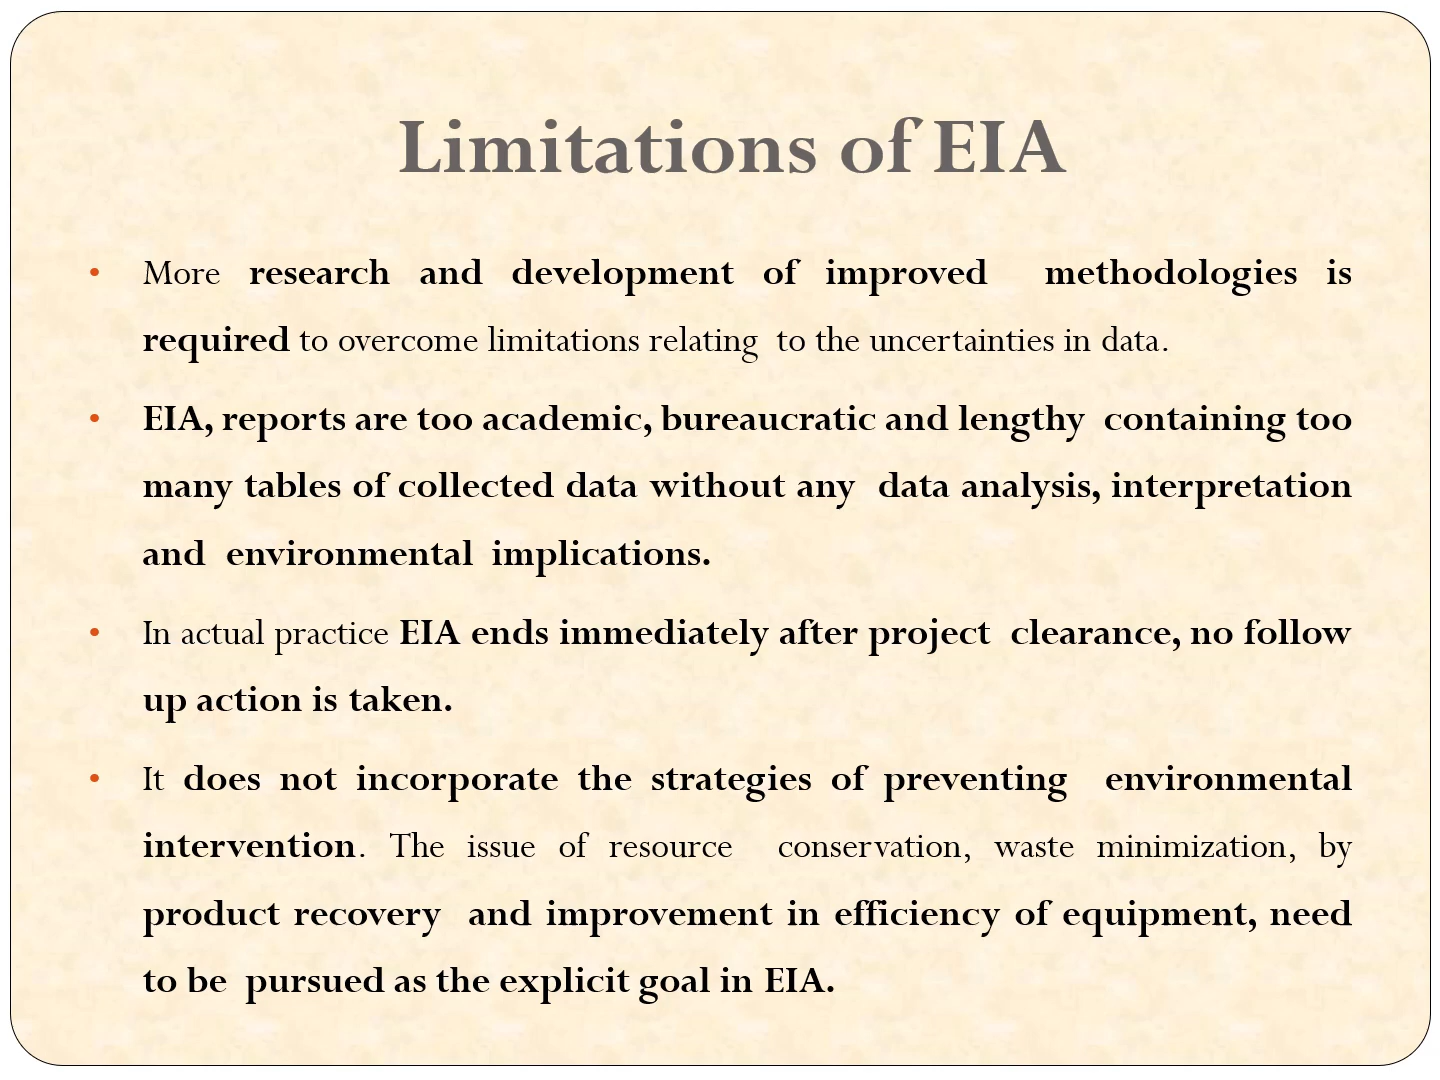 Limitations of EIA
• More research and development of improved methodologies is
required to overcome limitations relating to the uncertainties in data.
• EIA, reports are too academic, bureaucratic and lengthy containing too
many tables of collected data without any data analysis, interpretation
and environmental implications.
• In actual practice EIA ends immediately after project clearance, no follow
up action is taken.
• It does not incorporate the strategies of preventing environmental
intervention. The issue of resource conservation, waste minimization, by
product recovery and improvement in efficiency of equipment, need
to be pursued as the explicit goal in EIA.